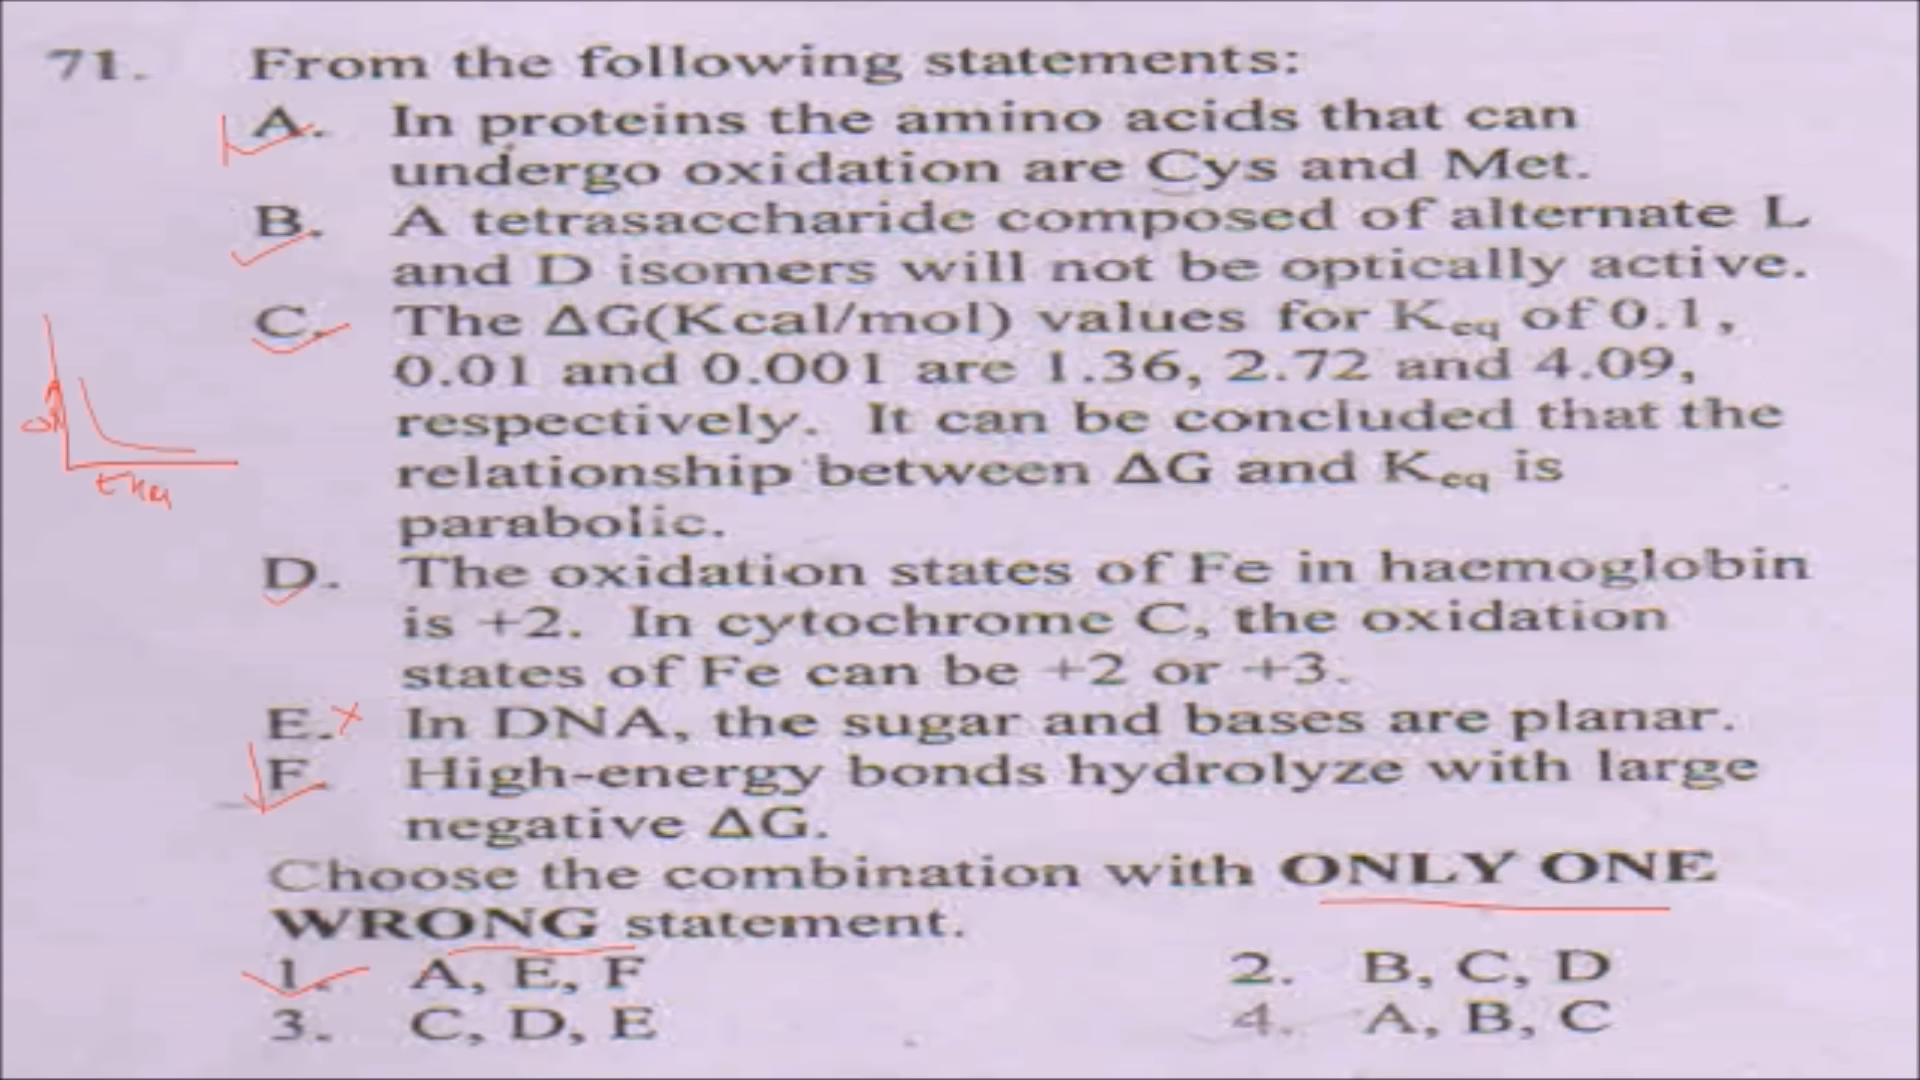 71. From the following statements:
A. In proteins the amino acids that can
undergo oxidation are Cys and Met.
B. A tetrasaccharide composed of alternate L
and D isomers will not be optically active.
C. The ΔG(Kcal/mol) values for Keq of 0.1,
0.01 and 0.001 are 1.36, 2.72 and 4.09,
respectively. It can be concluded that the
relationship between ΔG and Keq is
parabolic.
D. The oxidation states of Fe in haemoglobin
is +2. In cytochrome C, the oxidation
states of Fe can be +2 or +3.
E. In DNA, the sugar and bases are planar.
F. High-energy bonds hydrolyze with large
negative ΔG.
Choose the combination with ONLY ONE
WRONG statement.
1. A, E, F 2. B, C, D
3. C, D, E 4. A, B, C